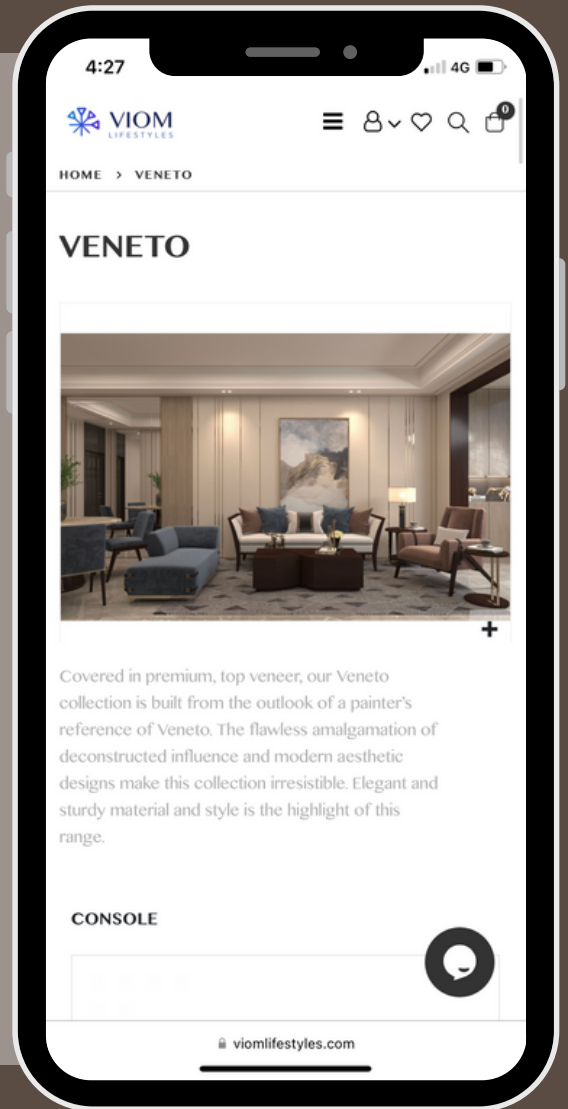 4:27
4G
VIOM
LIFESTYLES
0
HOME > VENETO
VENETO
Covered in premium, top veneer, our Veneto
collection is built from the outlook of a painter's
reference of Veneto. The flawless amalgamation of
deconstructed influence and modern aesthetic
designs make this collection irresistible. Elegant and
sturdy material and style is the highlight of this
range.
CONSOLE
viomlifestyles.com